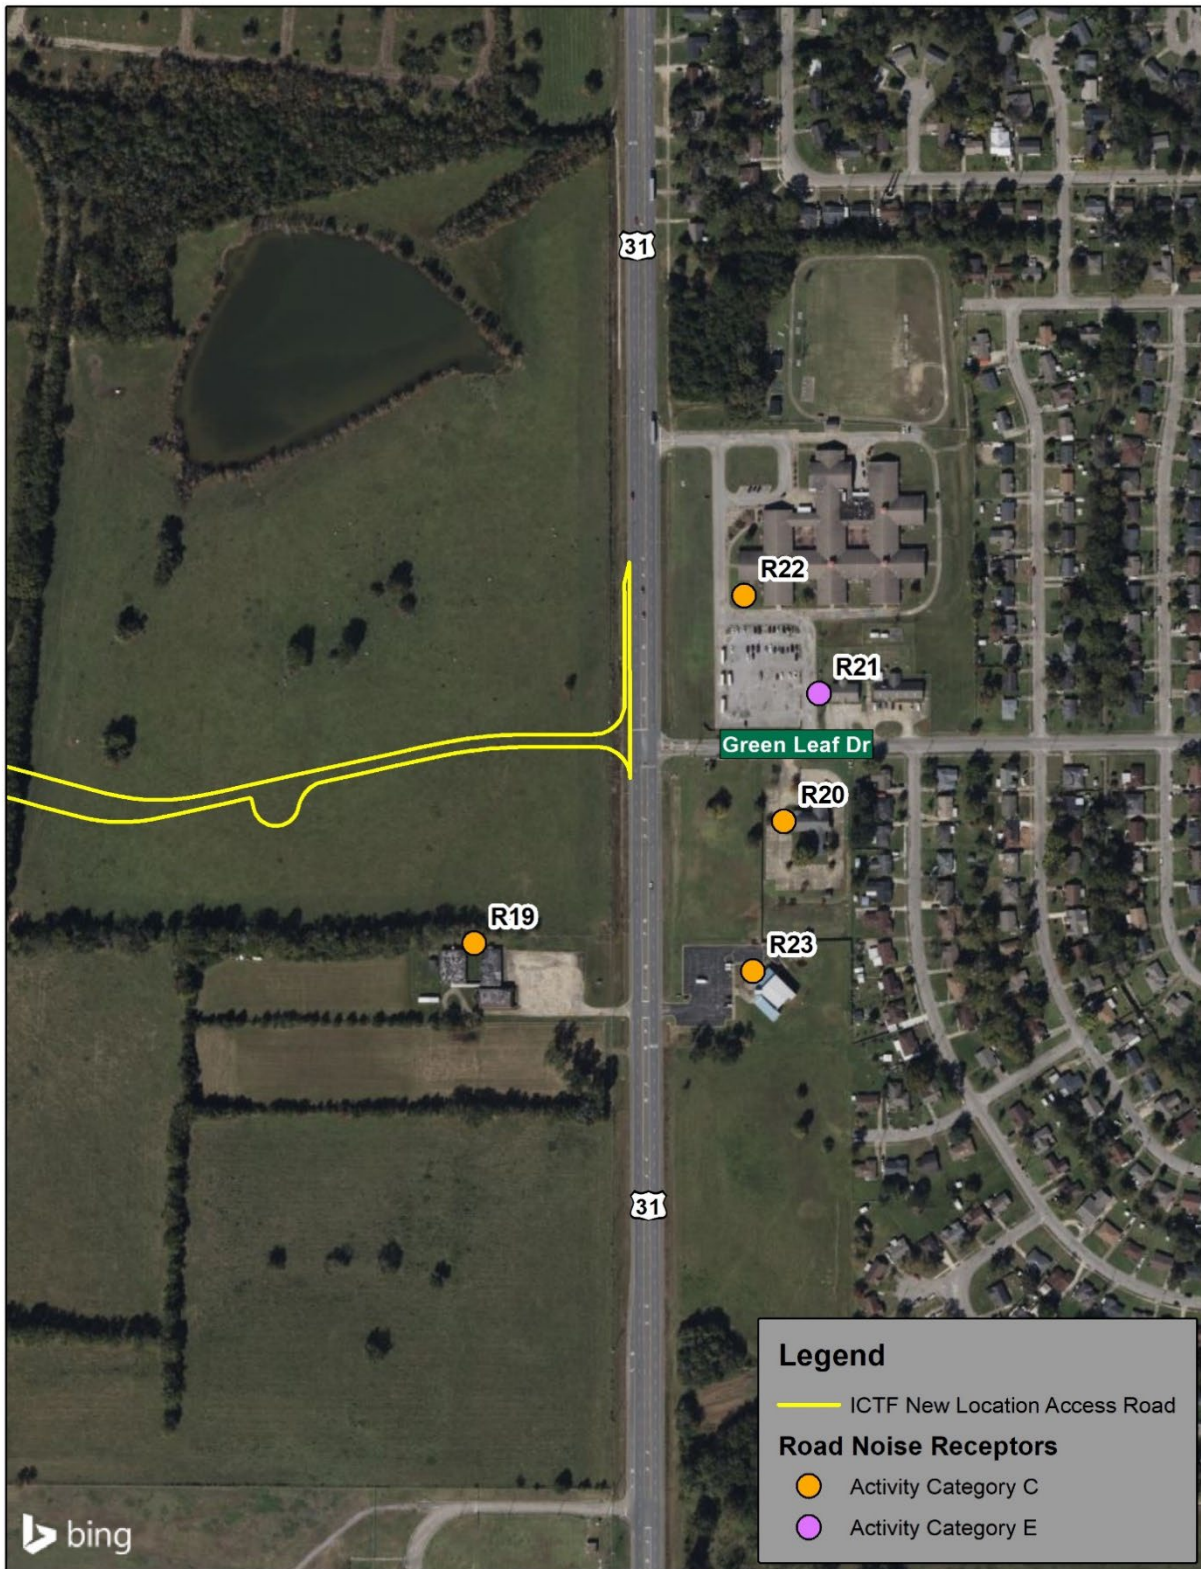 31
R22
R21
Green Leaf Dr
R20
R19
R23
31
Legend
ICTF New Location Access Road
Road Noise Receptors
Activity Category C
Activity Category E
bing